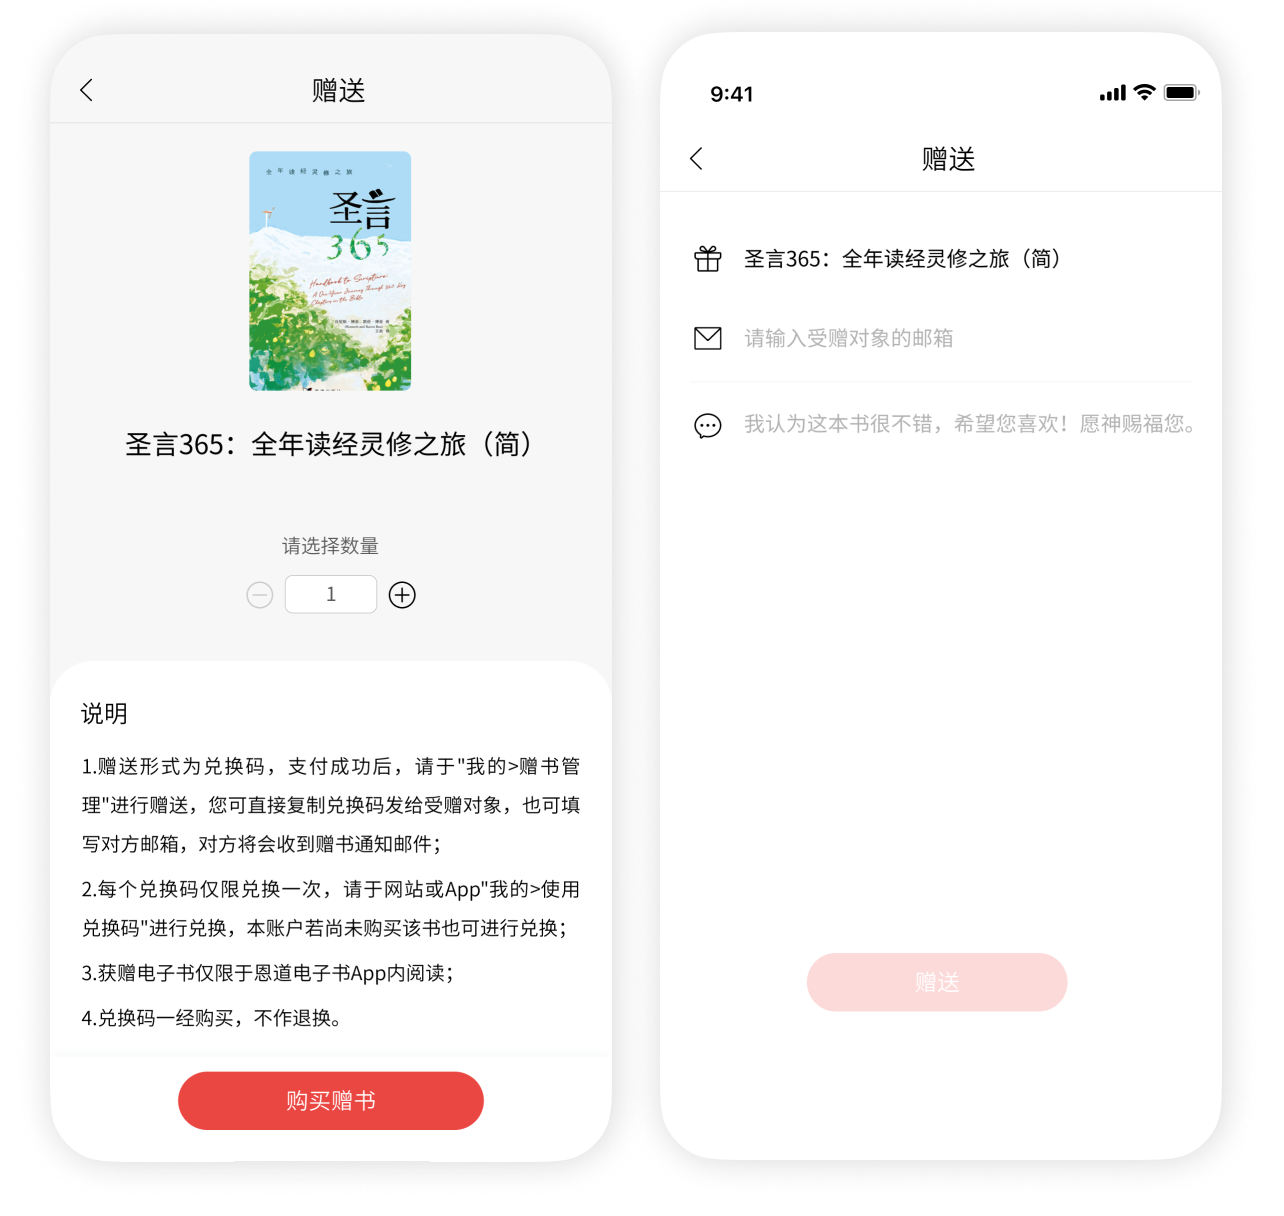 赠送
全年读经灵修之旅
圣言
365
Handbook to Scripture
A One-Year Journey Through 365 Key
Chapters in the Bible
圣言365：全年读经灵修之旅（简）
请选择数量
1
说明
1.赠送形式为兑换码，支付成功后，请于"我的>赠书管
理"进行赠送，您可直接复制兑换码发给受赠对象，也可填
写对方邮箱，对方将会收到赠书通知邮件；
2.每个兑换码仅限兑换一次，请于网站或App"我的>使用
兑换码"进行兑换，本账户若尚未购买该书也可进行兑换；
3.获赠电子书仅限于恩道电子书App内阅读；
4.兑换码一经购买，不作退换。
购买赠书
9:41
赠送
圣言365：全年读经灵修之旅（简）
请输入受赠对象的邮箱
我认为这本书很不错，希望您喜欢！愿神赐福您。
赠送